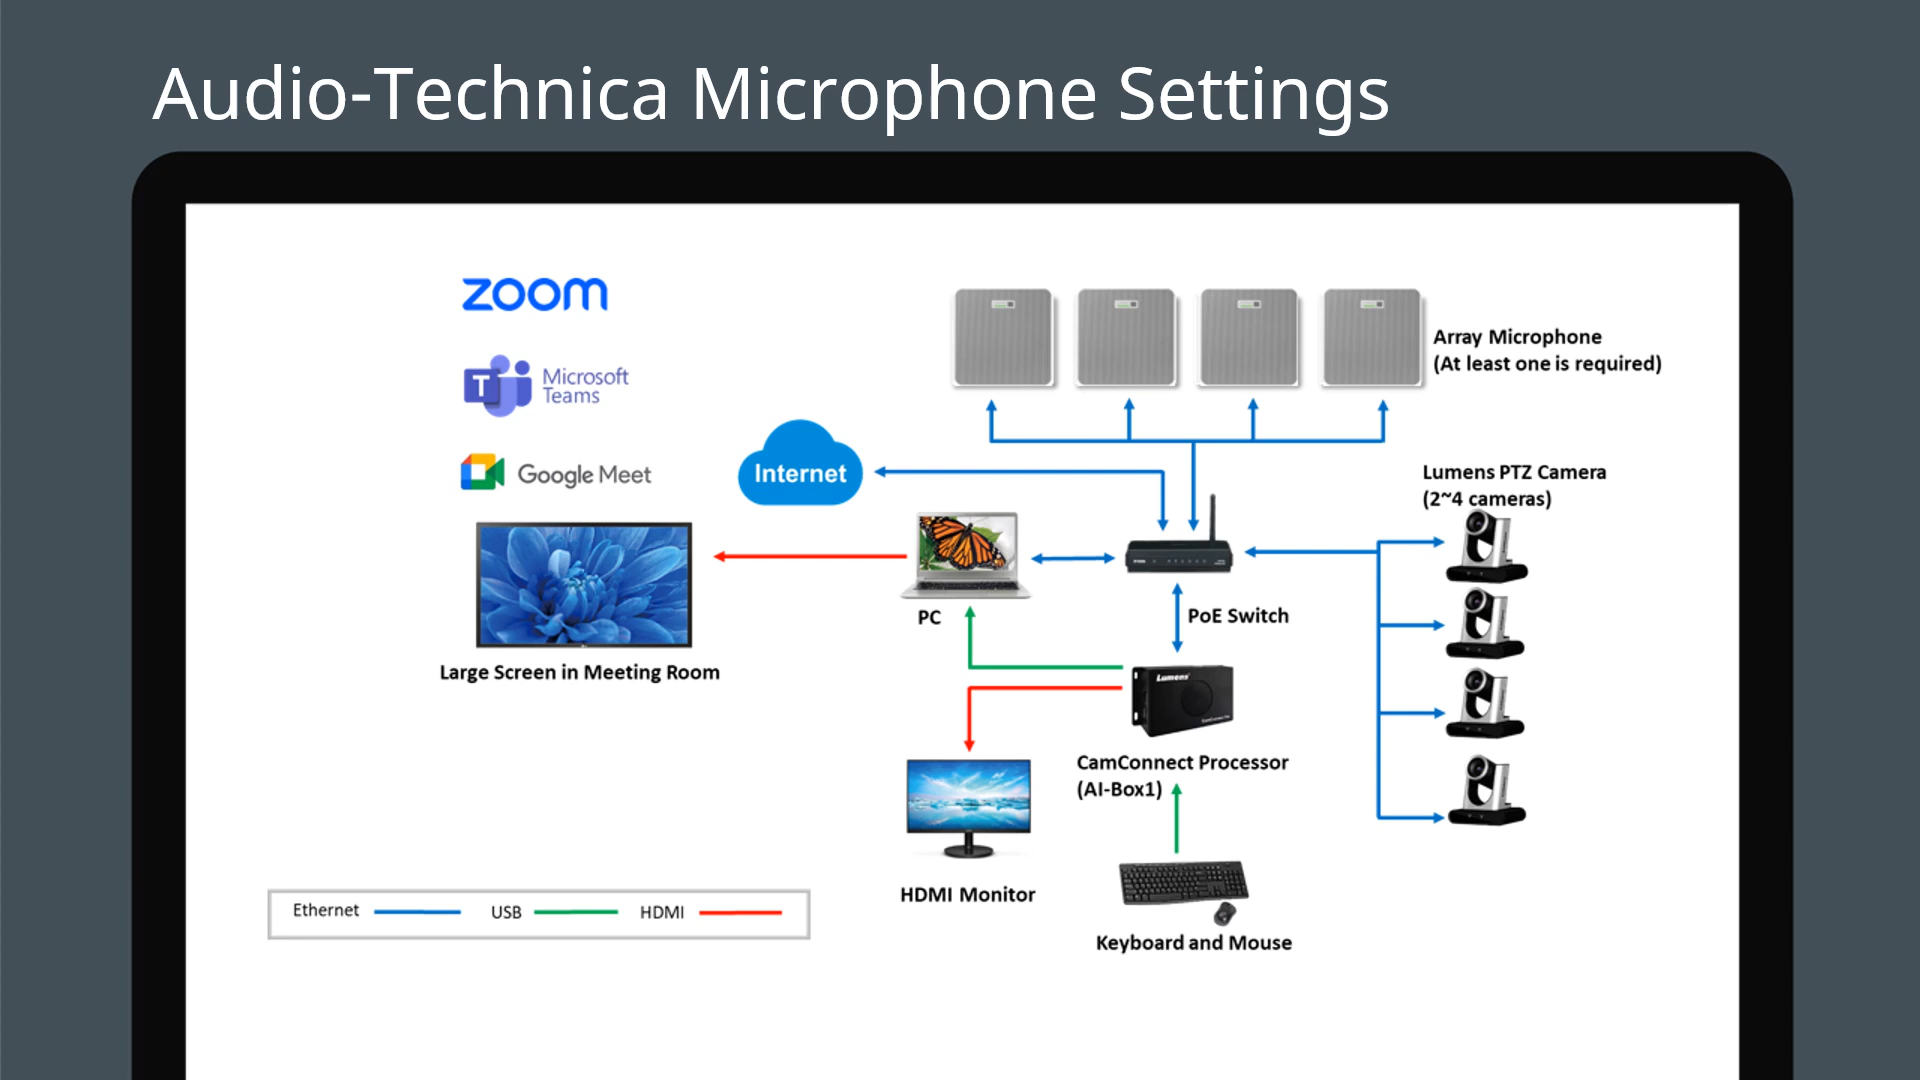 Audio-Technica Microphone Settings
zoom
Microsoft
Teams
Google Meet
Internet
Array Microphone
(At least one is required)
Lumens PTZ Camera
(2~4 cameras)
PC
PoE Switch
Large Screen in Meeting Room
Lumens
CamConnect Processor
(AI-Box1)
HDMI Monitor
Keyboard and Mouse
Ethernet
USB
HDMI